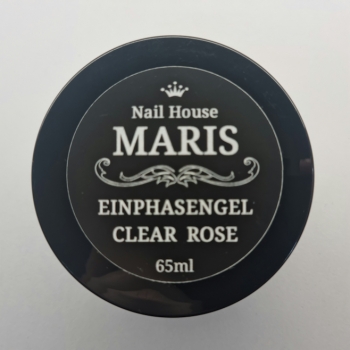 Nail House
MARIS
EINPHASENGEL
CLEAR ROSE
65ml